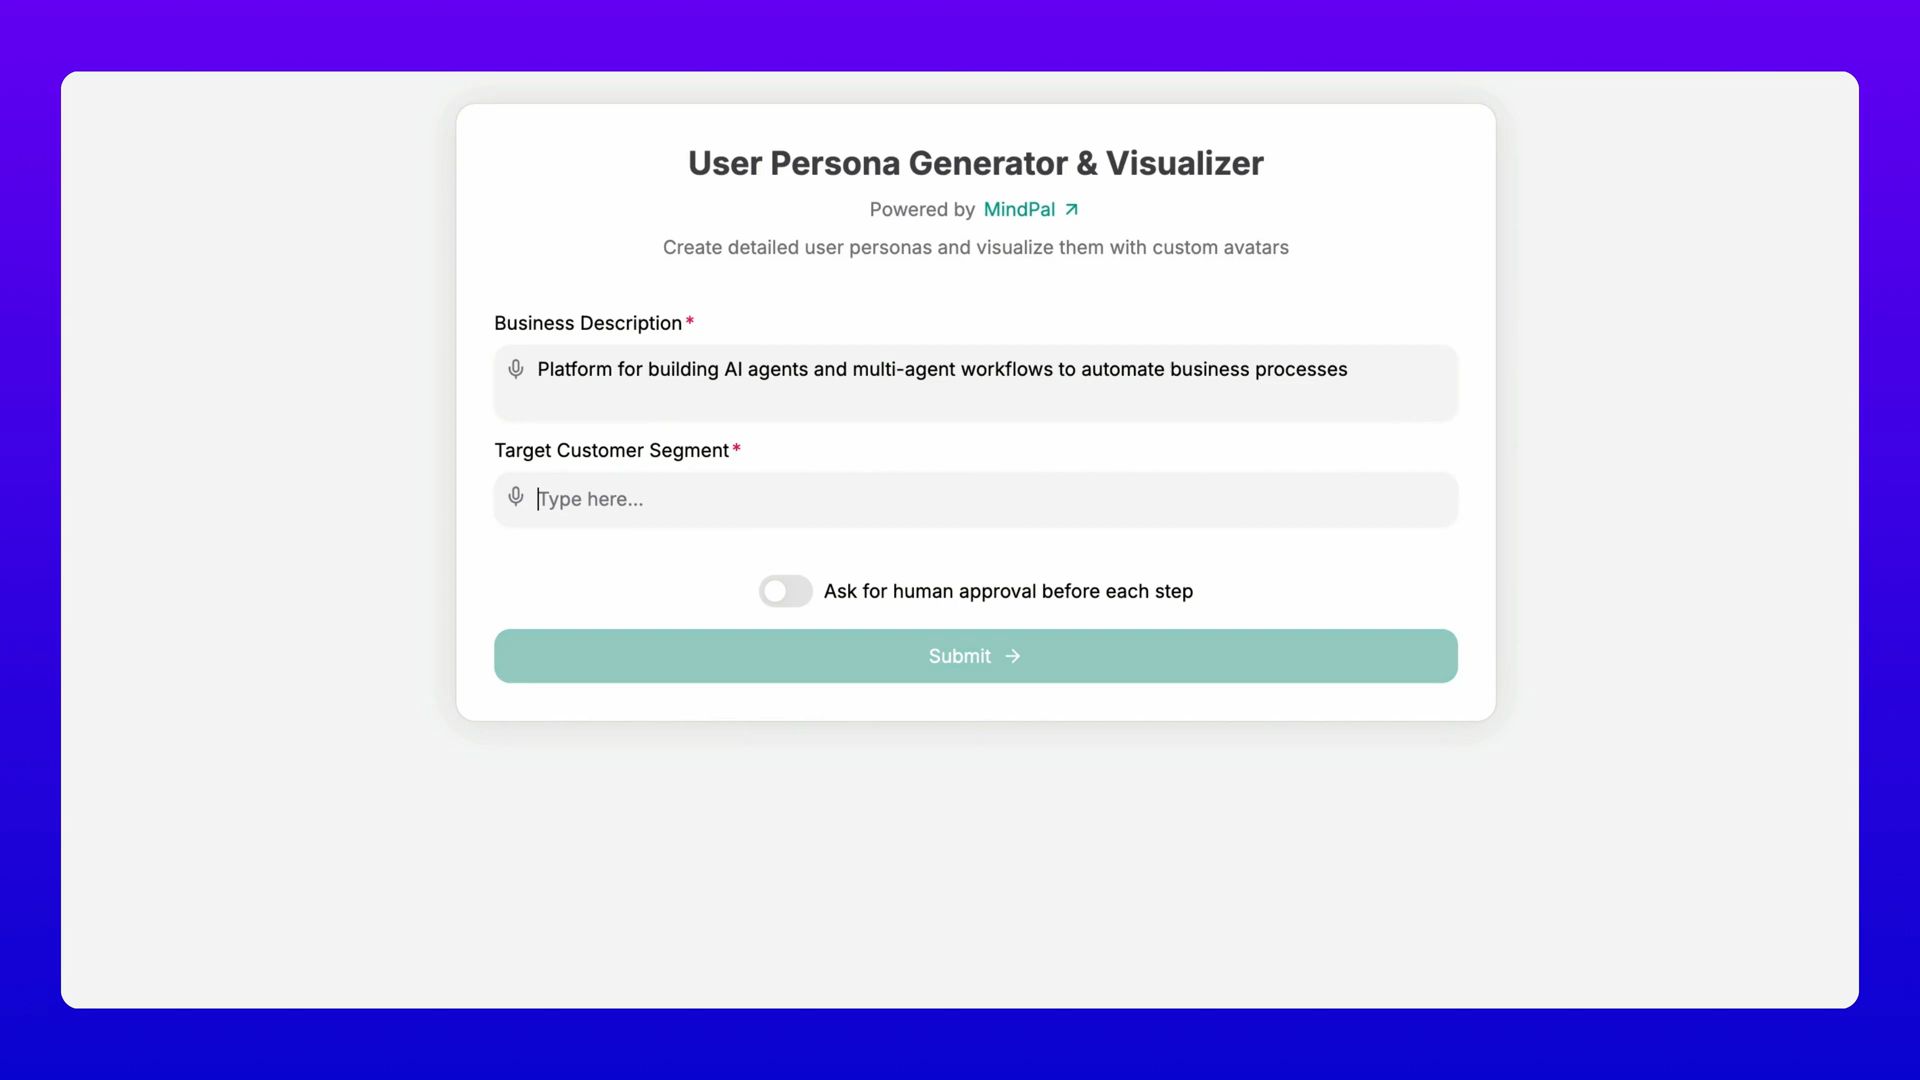 User Persona Generator & Visualizer
Powered by MindPal
Create detailed user personas and visualize them with custom avatars
Business Description*
Platform for building AI agents and multi-agent workflows to automate business processes
Target Customer Segment*
Type here...
Ask for human approval before each step
Submit →